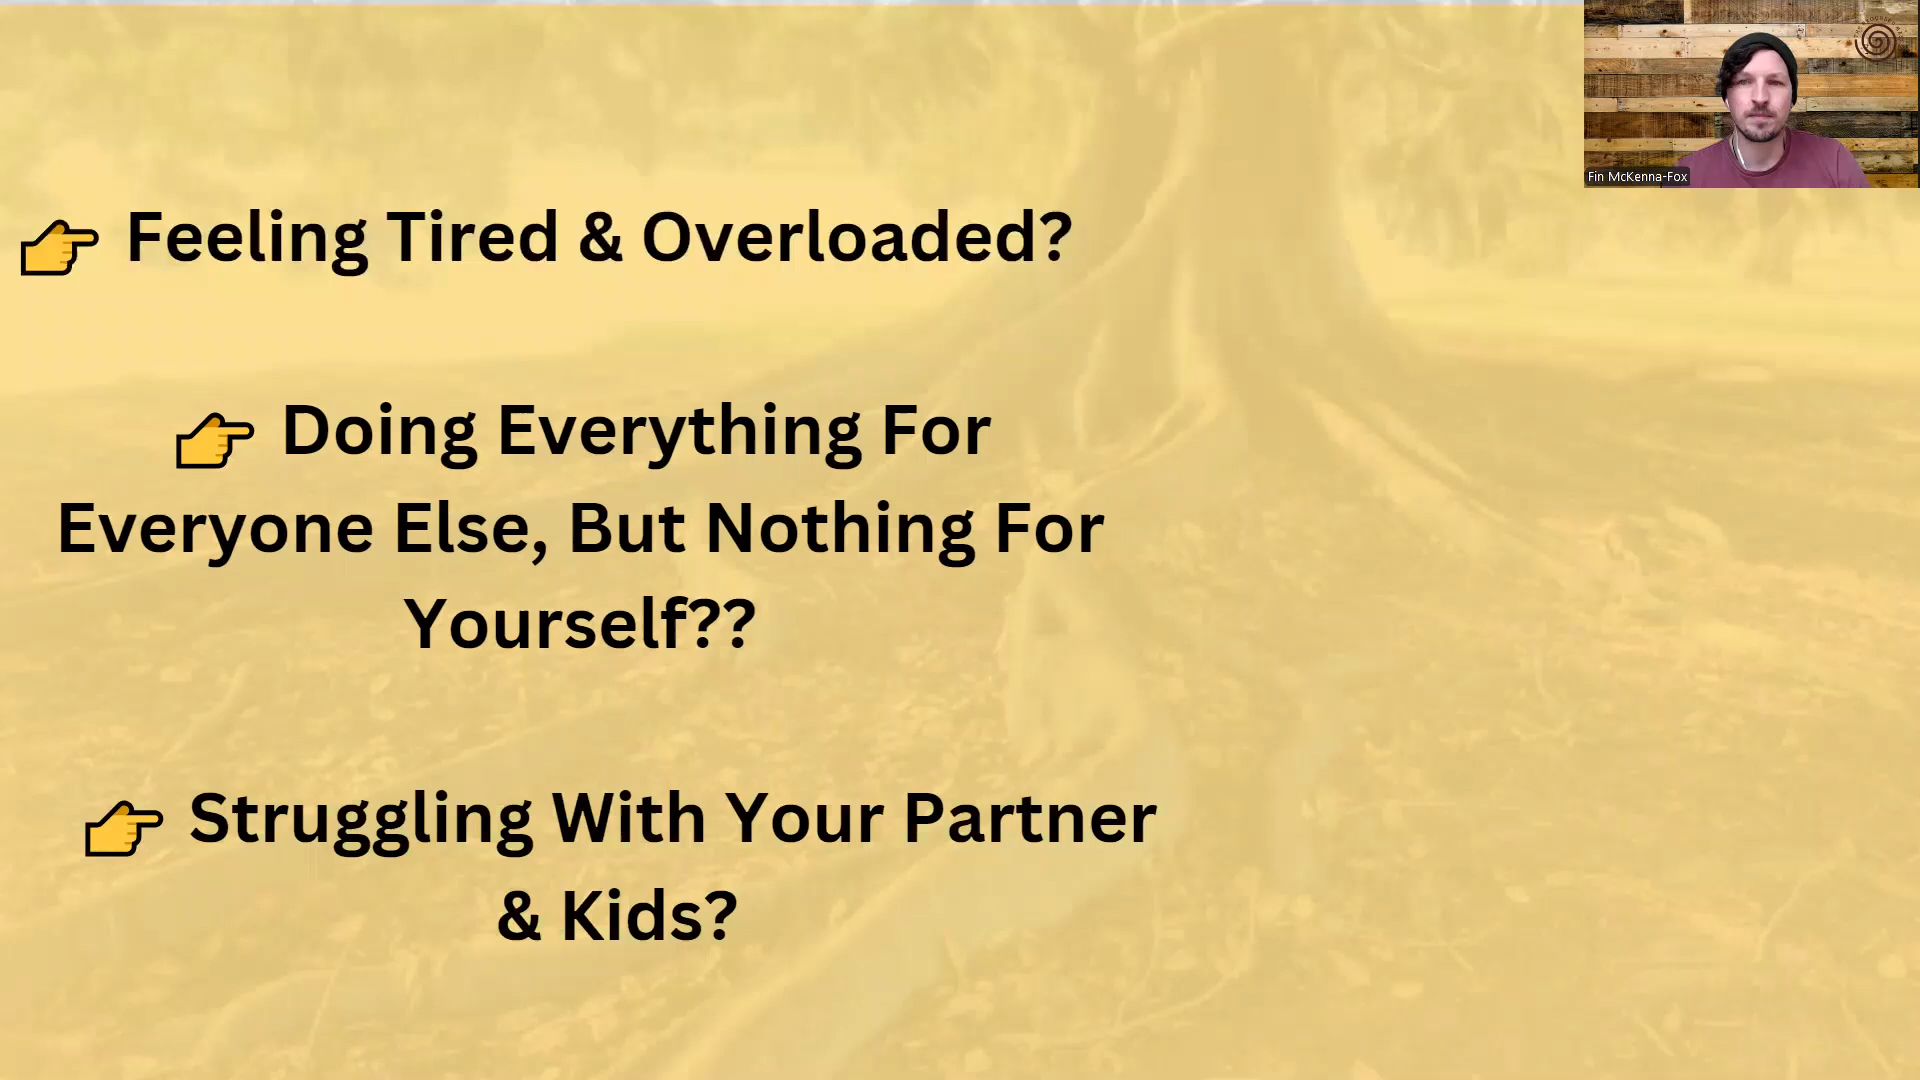 Fin McKenna-Fox
👉 Feeling Tired & Overloaded?
👉 Doing Everything For
Everyone Else, But Nothing For
Yourself??
👉 Struggling With Your Partner
& Kids?